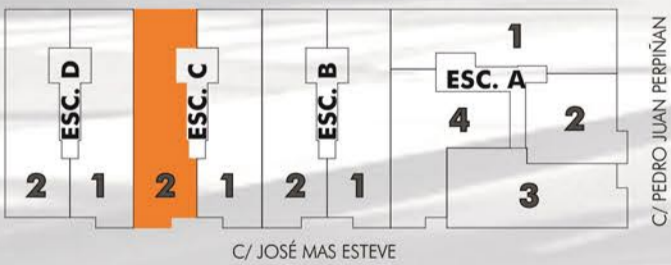 1
ESC. D
ESC. C
ESC. B
ESC. A
4
2
2
1
2
1
2
1
3
C/ JOSÉ MAS ESTEVE
C/ PEDRO JUAN PERPIÑAN